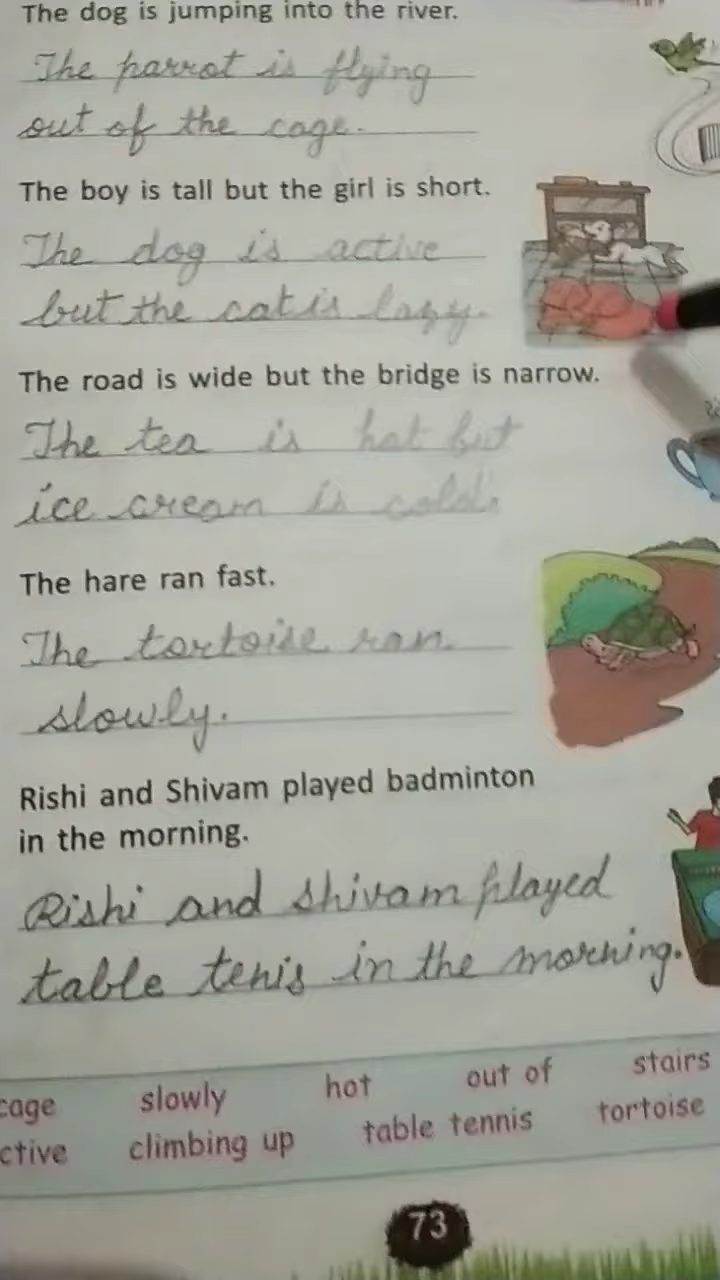 The dog is jumping into the river.
The parrot is flying
out of the cage.
The boy is tall but the girl is short.
The dog is active
but the cat is lazy.
The road is wide but the bridge is narrow.
The tea is hot but
ice cream is cold.
The hare ran fast.
The tortoise ran
slowly.
Rishi and Shivam played badminton
in the morning.
Rishi and Shivam played
table tenis in the morning.
cage slowly hot out of stairs
ctive climbing up table tennis tortoise
73